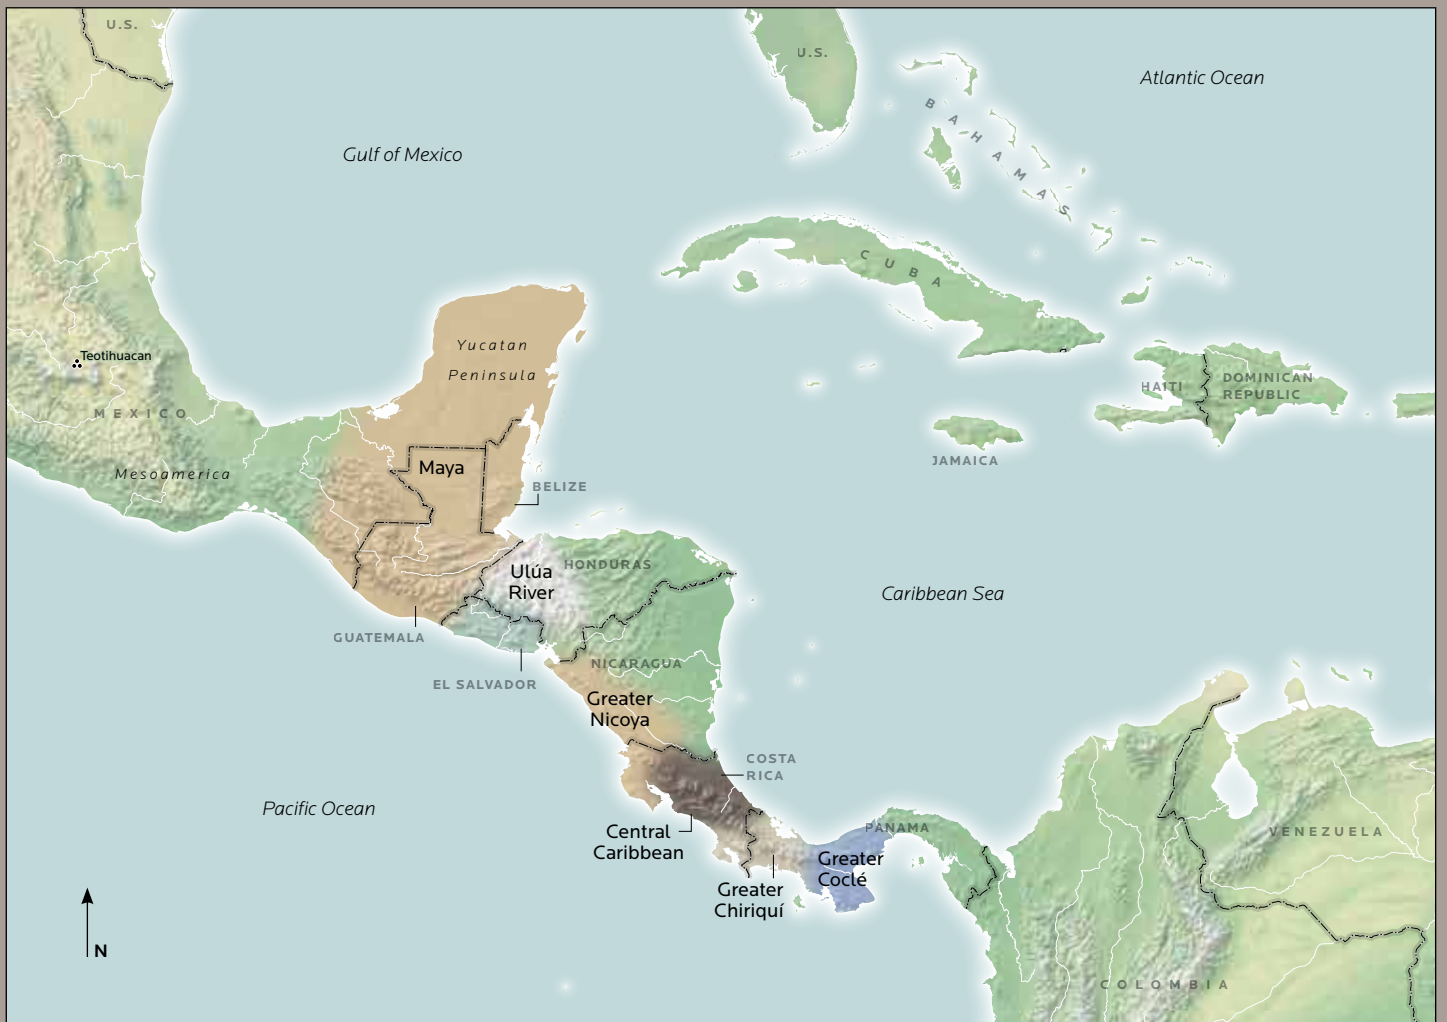 U.S.
U.S.
Atlantic Ocean
BAHAMAS
Gulf of Mexico
CUBA
Yucatan
Peninsula
Teotihuacan
MEXICO
HAITI
DOMINICAN
REPUBLIC
JAMAICA
Mesoamerica
Maya
BELIZE
Ulúa
River
HONDURAS
Caribbean Sea
GUATEMALA
EL SALVADOR
NICARAGUA
Greater
Nicoya
COSTA
RICA
Pacific Ocean
Central
Caribbean
PANAMA
VENEZUELA
Greater
Coclé
Greater
Chiriquí
N
COLOMBIA